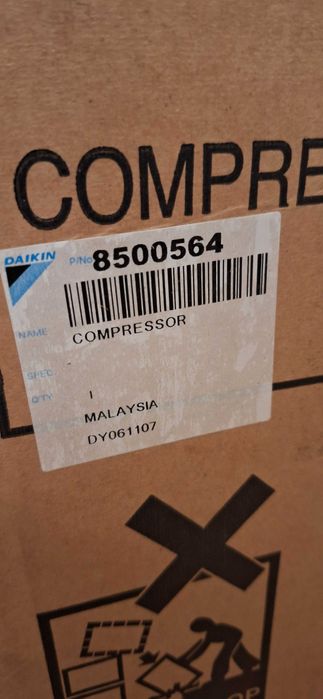 COMPRE
DAIKIN P/No 8500564
NAME COMPRESSOR
SPEC. -
Q'TY 1
MALAYSIA
DY061107